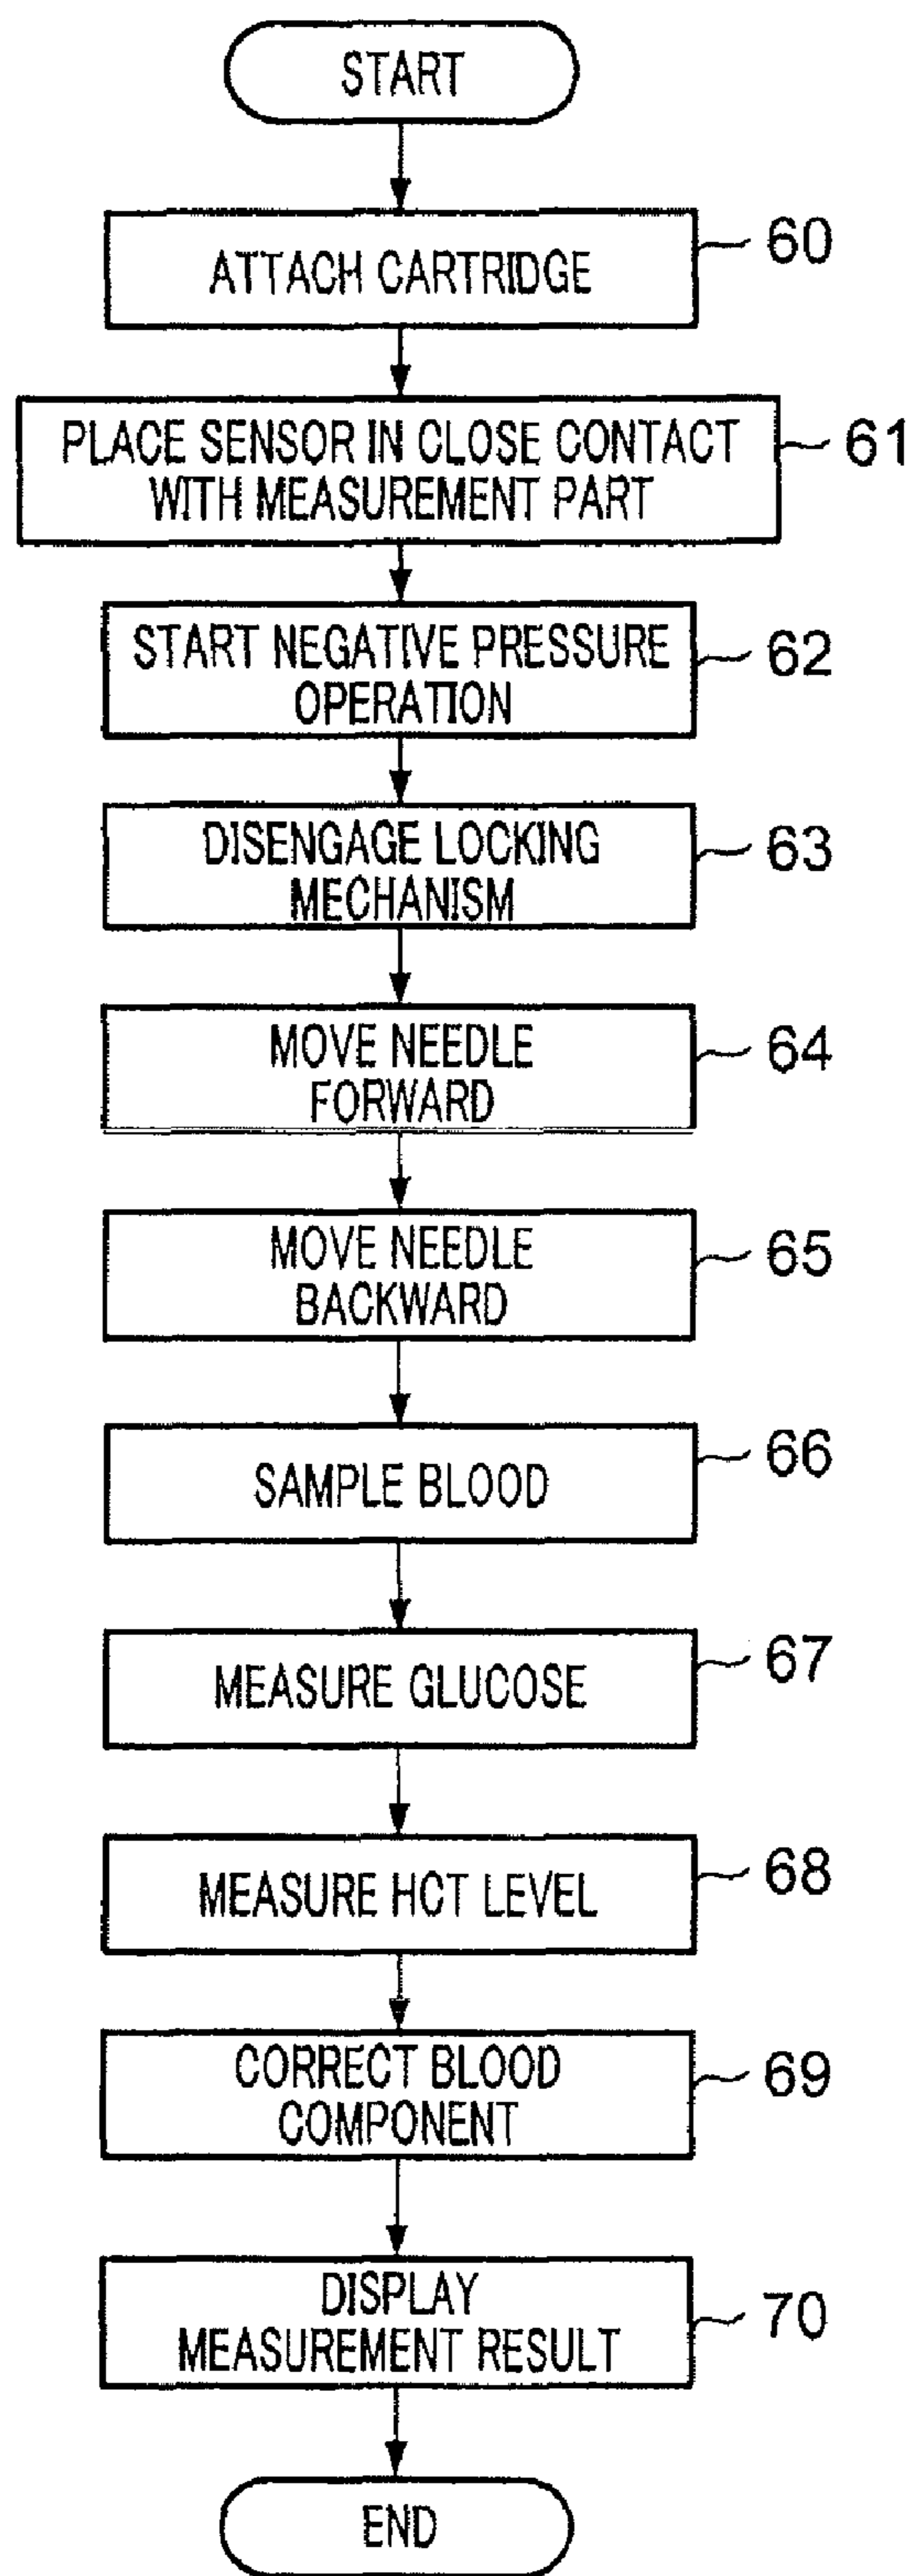 START
ATTACH CARTRIDGE
60
PLACE SENSOR IN CLOSE CONTACT
WITH MEASUREMENT PART
61
START NEGATIVE PRESSURE
OPERATION
62
DISENGAGE LOCKING
MECHANISM
63
MOVE NEEDLE
FORWARD
64
MOVE NEEDLE
BACKWARD
65
SAMPLE BLOOD
66
MEASURE GLUCOSE
67
MEASURE HCT LEVEL
68
CORRECT BLOOD
COMPONENT
69
DISPLAY
MEASUREMENT RESULT
70
END